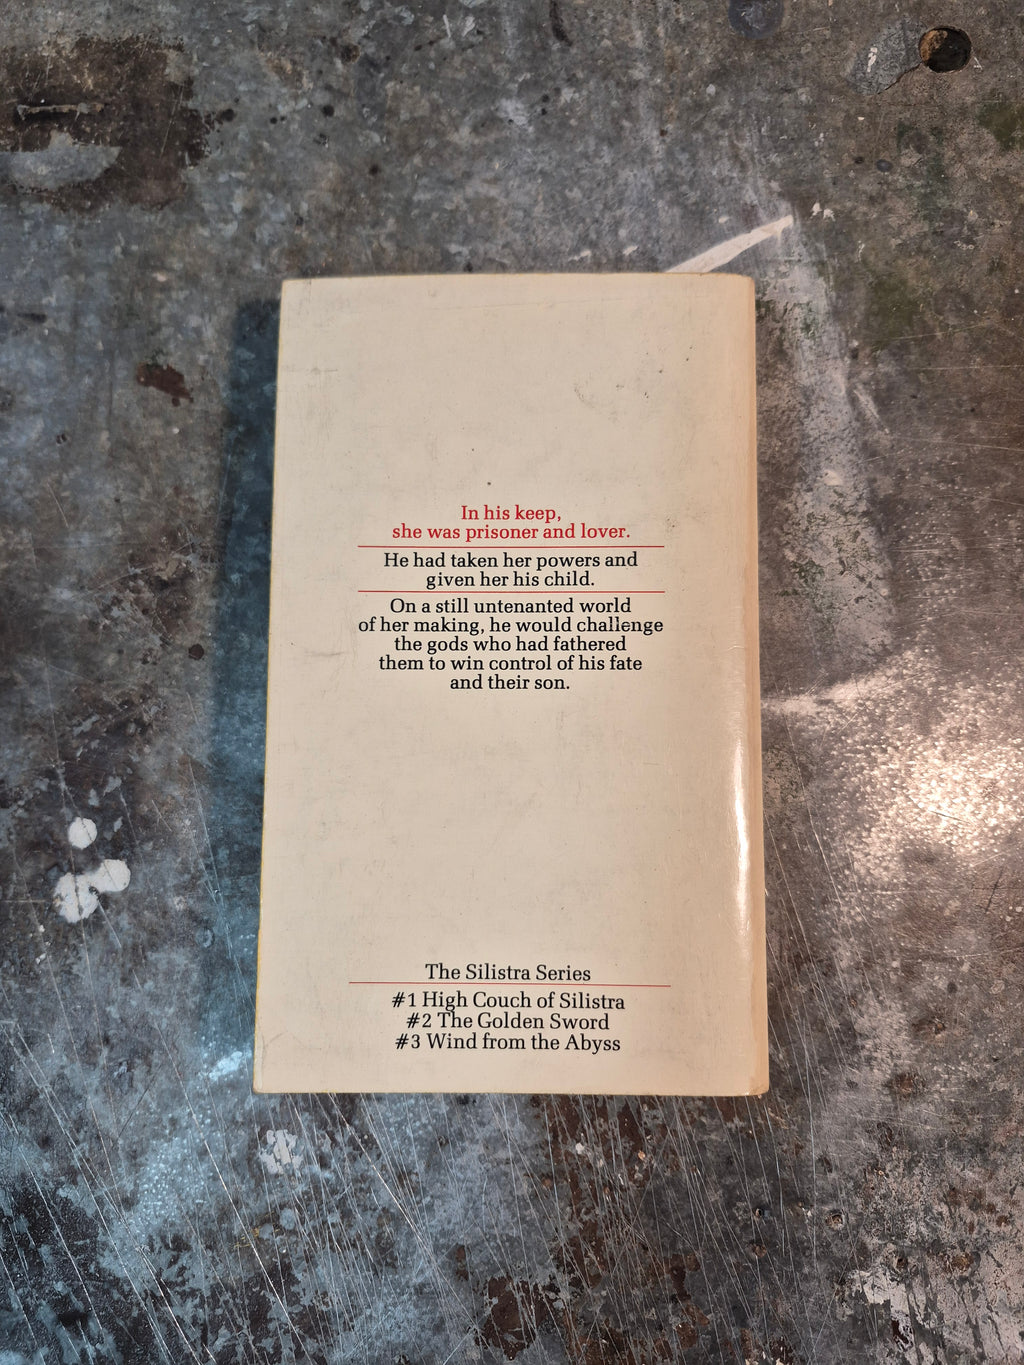 In his keep,
she was prisoner and lover.
He had taken her powers and
given her his child.
On a still untenanted world
of her making, he would challenge
the gods who had fathered
them to win control of his fate
and their son.
The Silistra Series
#1 High Couch of Silistra
#2 The Golden Sword
#3 Wind from the Abyss